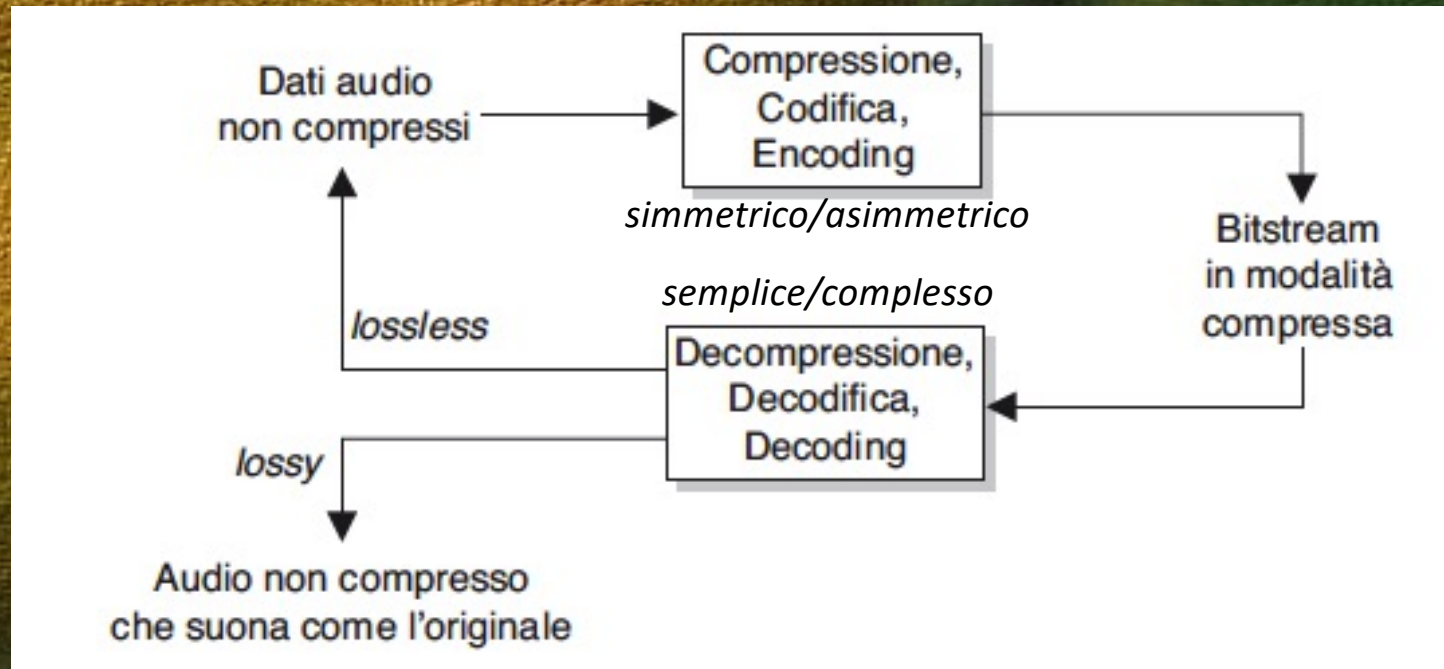 Dati audio
non compressi
Compressione,
Codifica,
Encoding
simmetrico/asimmetrico
Bitstream
in modalità
compressa
semplice/complesso
Decompressione,
Decodifica,
Decoding
lossless
lossy
Audio non compresso
che suona come l'originale